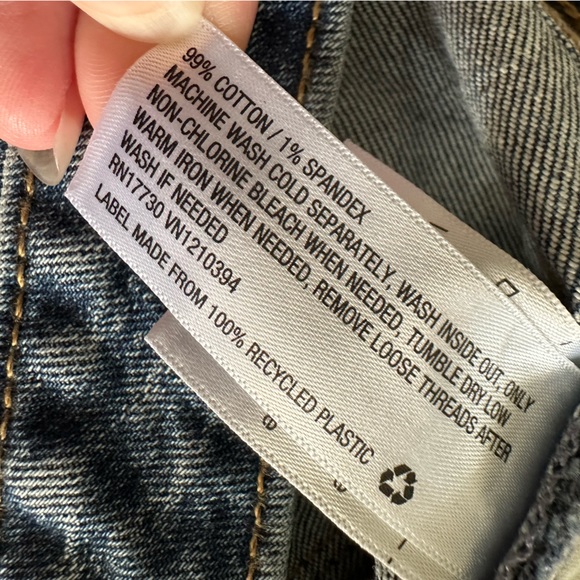 99% COTTON / 1% SPANDEX
MACHINE WASH COLD SEPARATELY, WASH INSIDE OUT, ONLY
NON-CHLORINE BLEACH WHEN NEEDED, TUMBLE DRY LOW
WARM IRON WHEN NEEDED, REMOVE LOOSE THREADS AFTER
WASH IF NEEDED
RN17730 VN1210394
LABEL MADE FROM 100% RECYCLED PLASTIC